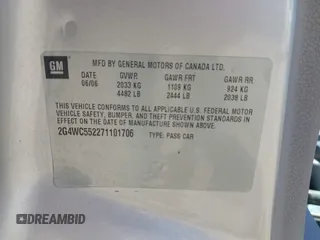 GM
MFD BY GENERAL MOTORS OF CANADA LTD.
DATE GVWR GAWR FRT GAWR RR
06/06 2033 KG 1109 KG 924 KG
4482 LB 2444 LB 2038 LB
THIS VEHICLE CONFORMS TO ALL APPLICABLE U.S. FEDERAL MOTOR
VEHICLE SAFETY, BUMPER, AND THEFT PREVENTION STANDARDS IN
EFFECT ON THE DATE OF MANUFACTURE SHOWN ABOVE.
2G4WC552271101706 TYPE: PASS CAR
DREAMBID